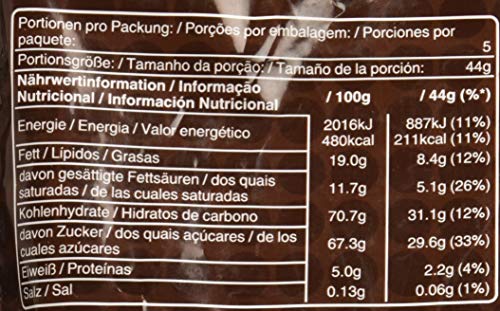 Portionen pro Packung: / Porções por embalagem: / Porciones por
paquete: 5
Portionsgröße: / Tamanho da porção: / Tamaño de la porción: 44g
Nährwertinformation / Informação
Nutricional / Información Nutricional / 100g / 44g (%*)
Energie / Energia / Valor energético 2016kJ 887kJ (11%)
480kcal 211kcal (11%)
Fett / Lípidos / Grasas 19.0g 8.4g (12%)
davon gesättigte Fettsäuren / dos quais
saturadas / de las cuales saturadas 11.7g 5.1g (26%)
Kohlenhydrate / Hidratos de carbono 70.7g 31.1g (12%)
davon Zucker / dos quais açúcares / de los
cuales azúcares 67.3g 29.6g (33%)
Eiweiß / Proteínas 5.0g 2.2g (4%)
Salz / Sal 0.13g 0.06g (1%)